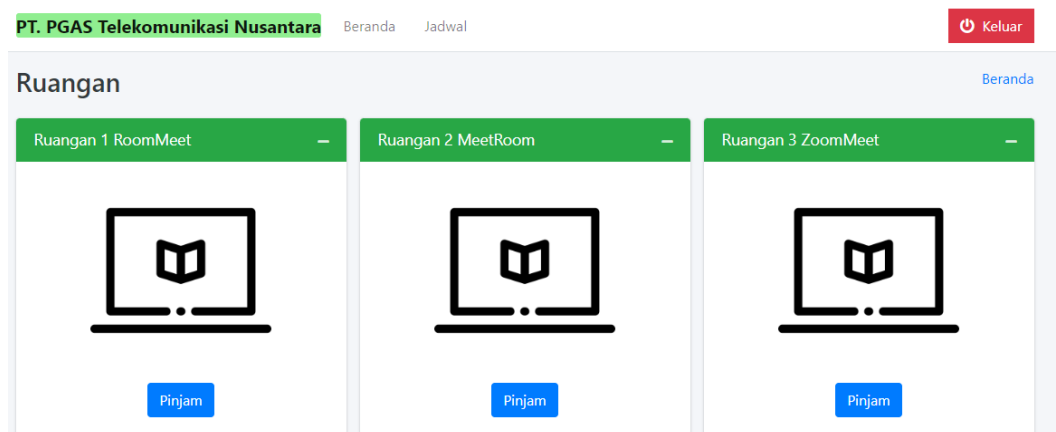 PT. PGAS Telekomunikasi Nusantara Beranda Jadwal Keluar
Ruangan Beranda
Ruangan 1 RoomMeet Ruangan 2 MeetRoom Ruangan 3 ZoomMeet
Pinjam Pinjam Pinjam